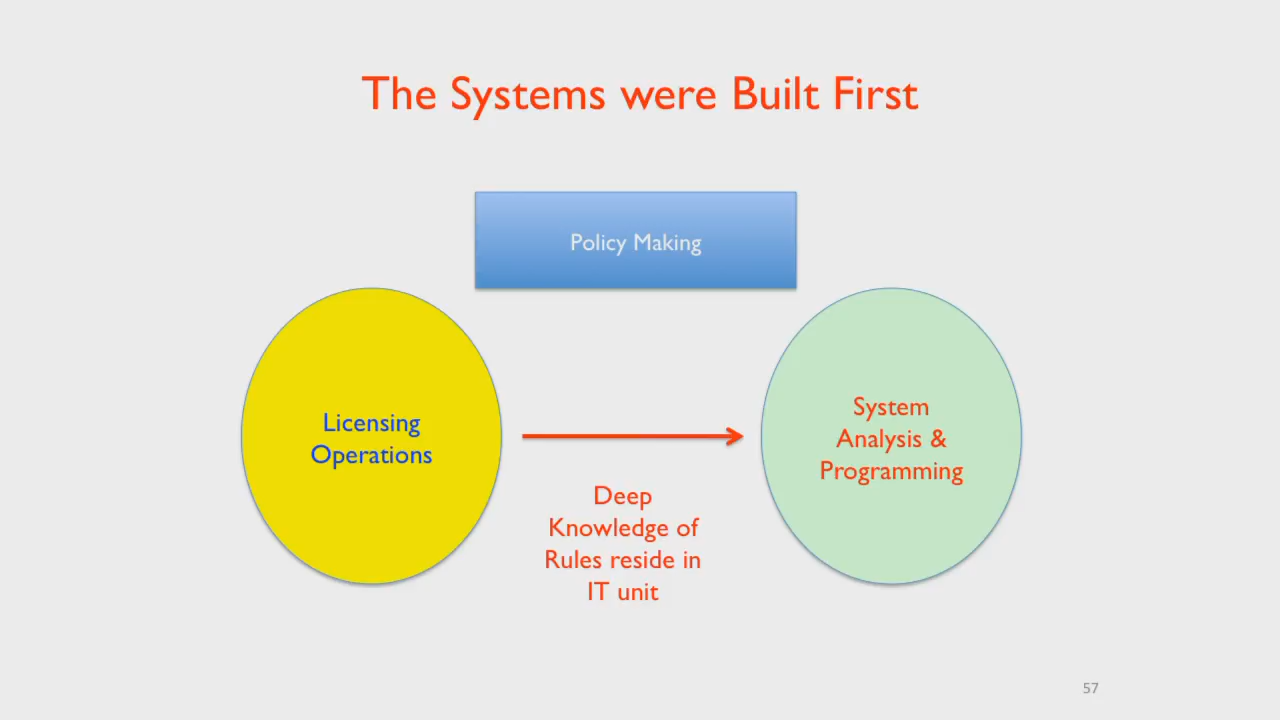 The Systems were Built First
Policy Making
Licensing
Operations
System
Analysis &
Programming
Deep
Knowledge of
Rules reside in
IT unit
57